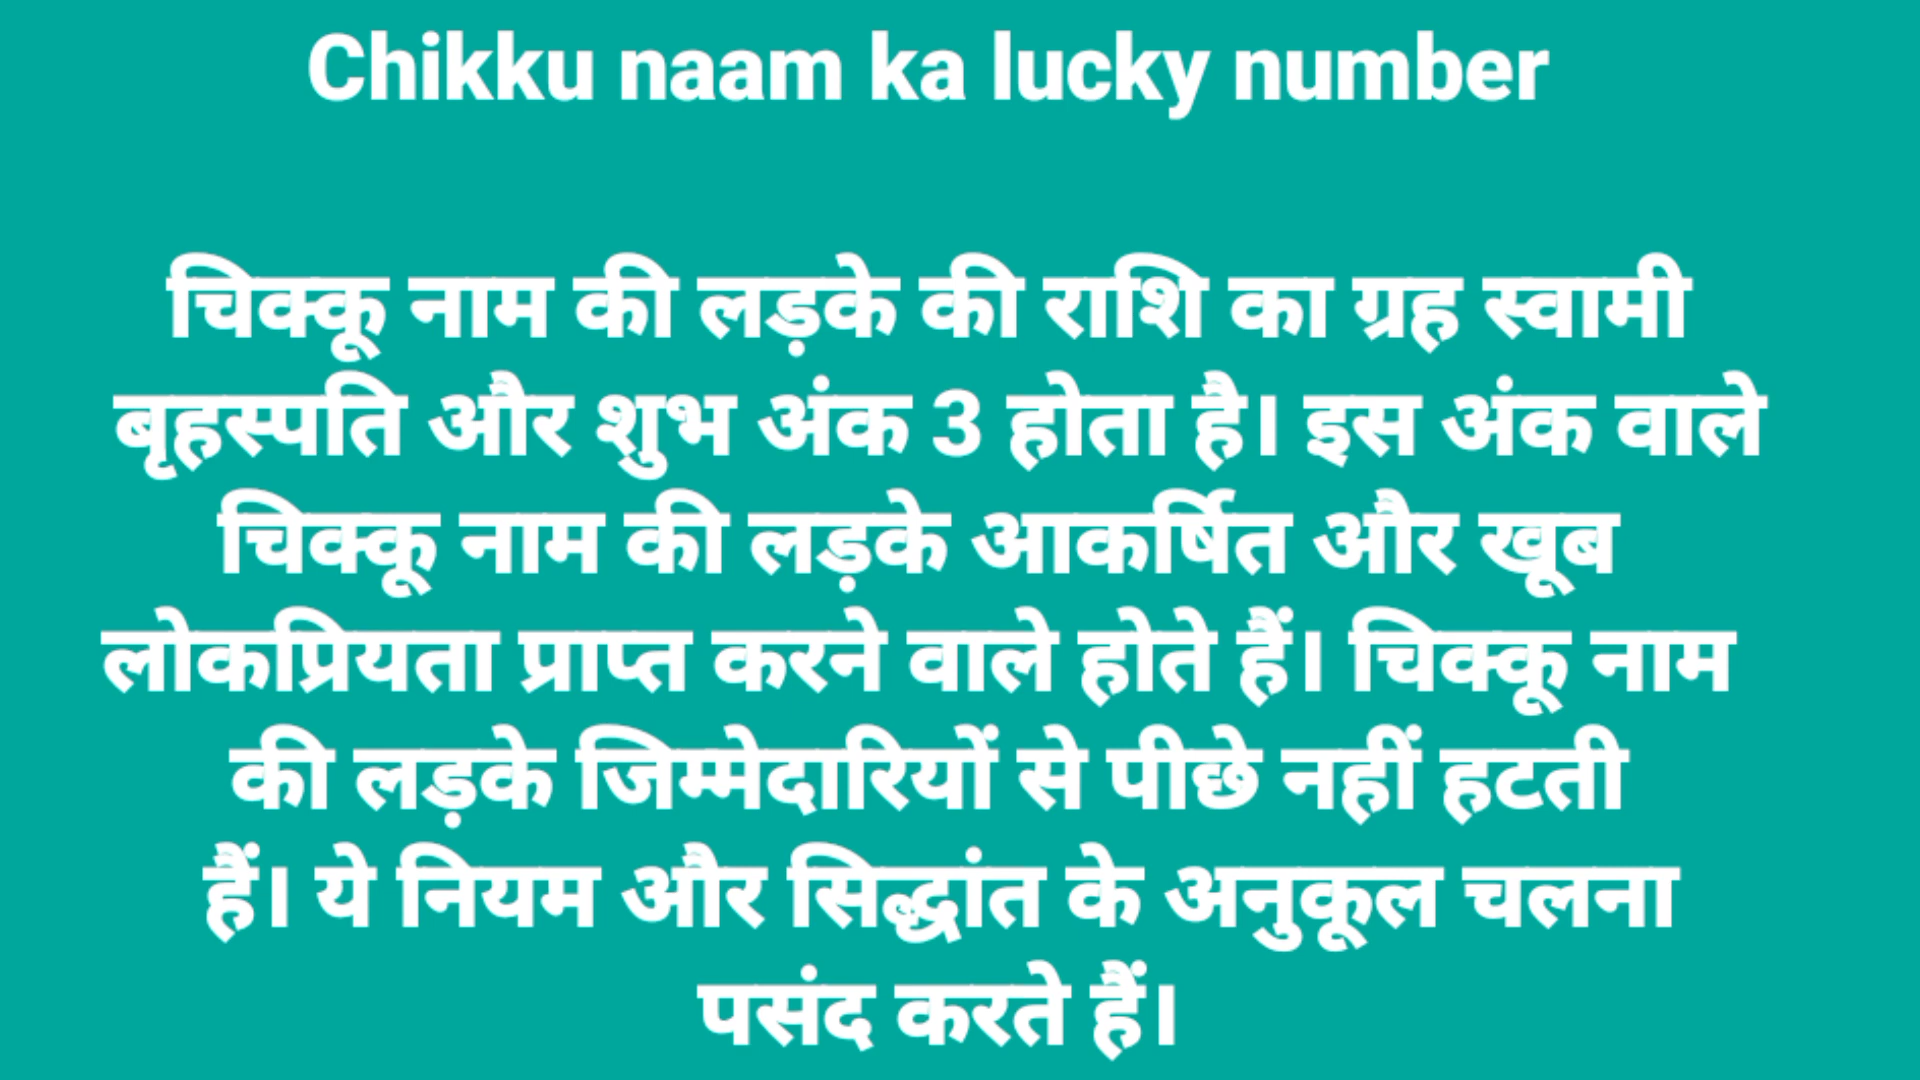 Chikku naam ka lucky number
चिक्कू नाम की लड़के की राशि का ग्रह स्वामी
बृहस्पति और शुभ अंक 3 होता है। इस अंक वाले
चिक्कू नाम की लड़के आकर्षित और खूब
लोकप्रियता प्राप्त करने वाले होते हैं। चिक्कू नाम
की लड़के जिम्मेदारियों से पीछे नहीं हटती
हैं। ये नियम और सिद्धांत के अनुकूल चलना
पसंद करते हैं।